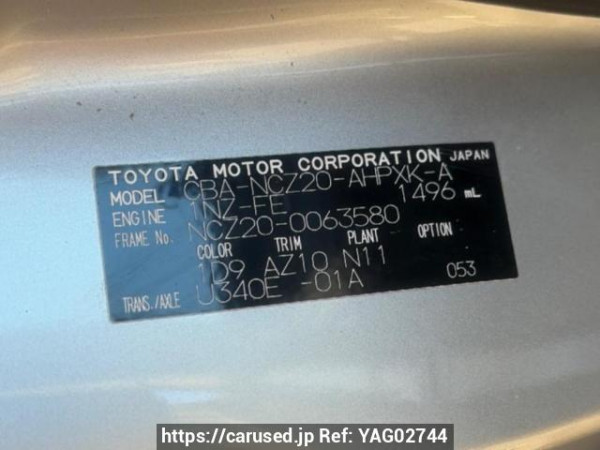 TOYOTA MOTOR CORPORATION JAPAN
MODEL CBA-NCZ20-AHPXK-A
ENGINE 1NZ-FE 1496 mL
FRAME No. NCZ20-0063580
COLOR TRIM PLANT OPTION
1D9 AZ10 N11
TRANS./AXLE U340E -01A 053
https://carused.jp Ref: YAG02744